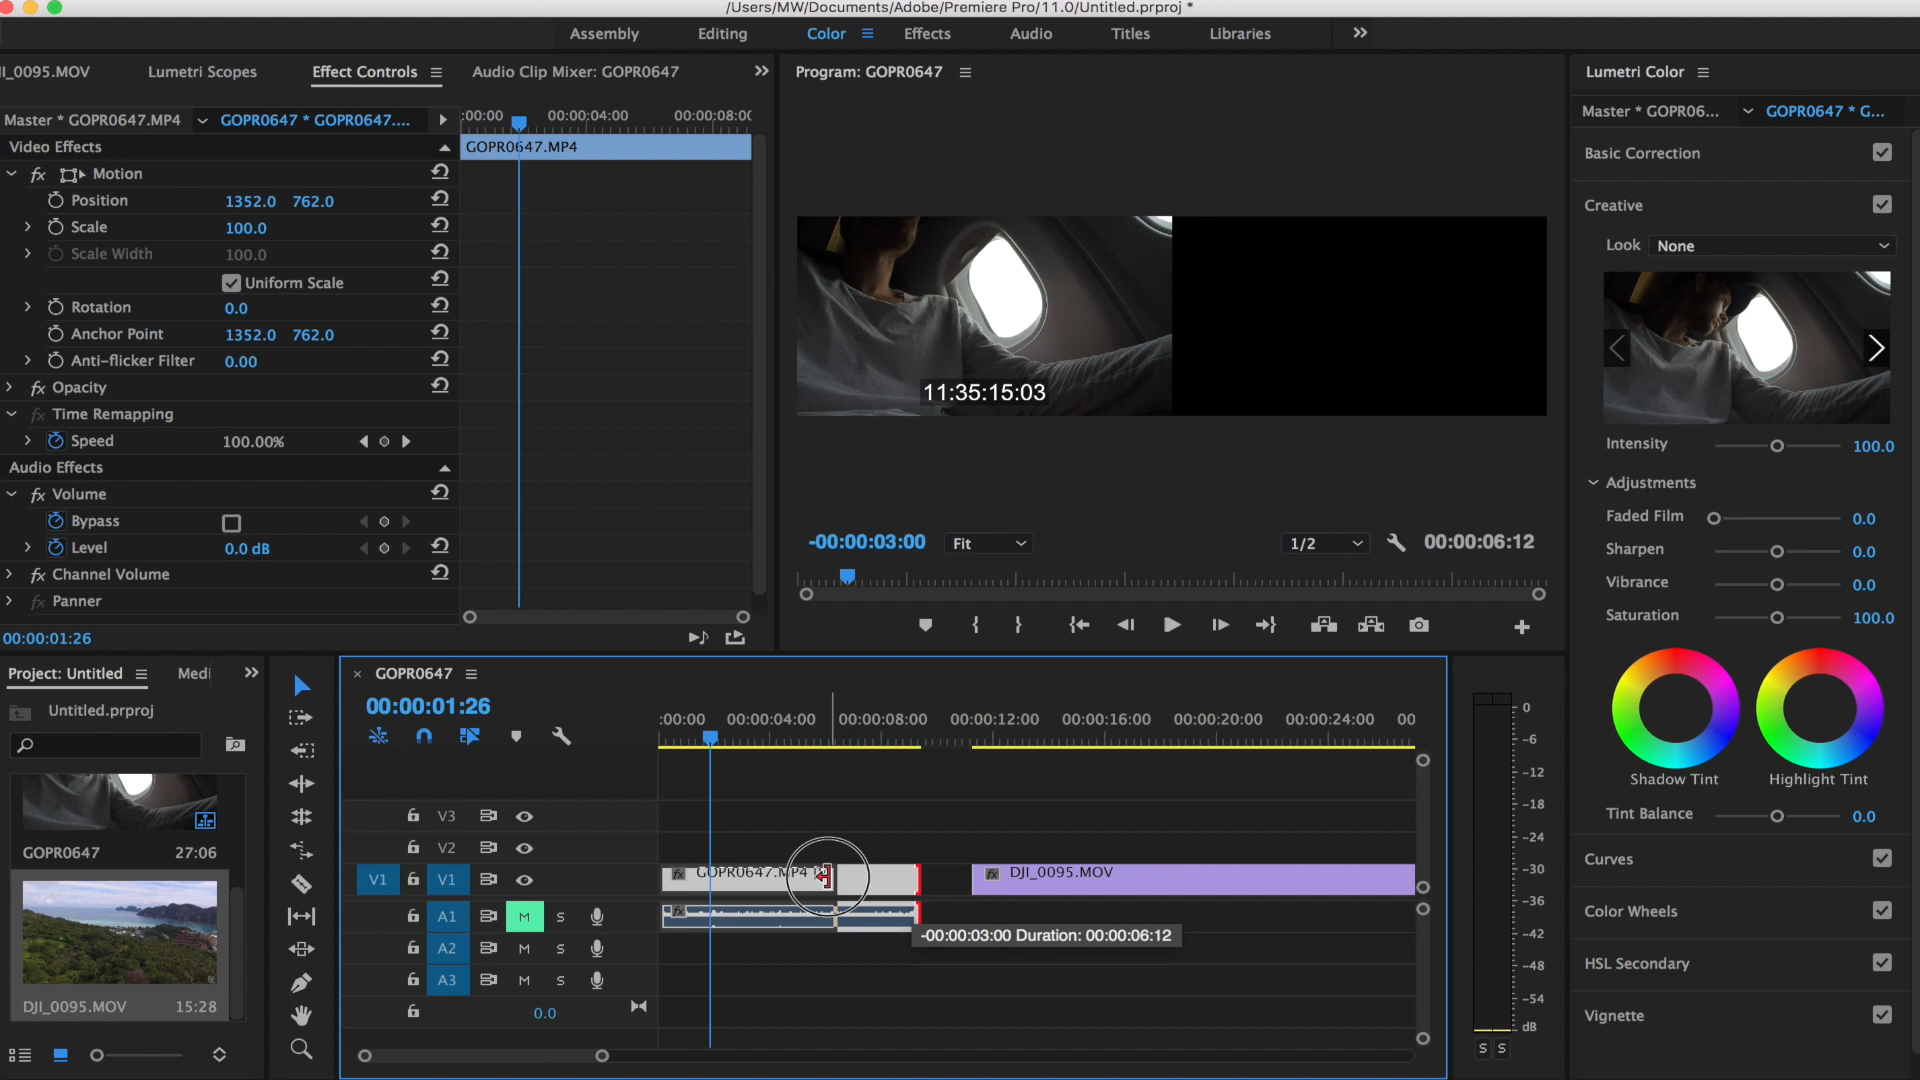 /Users/MW/Documents/Adobe/Premiere Pro/11.0/Untitled.prproj *
Assembly Editing Color Effects Audio Titles Libraries
JI_0095.MOV Lumetri Scopes Effect Controls Audio Clip Mixer: GOPR0647
Master * GOPR0647.MP4 GOPR0647 * GOPR0647.... :00:00 00:00:04:00 00:00:08:00
Video Effects GOPR0647.MP4
fx Motion
Position 1352.0 762.0
Scale 100.0
Scale Width 100.0
Uniform Scale
Rotation 0.0
Anchor Point 1352.0 762.0
Anti-flicker Filter 0.00
fx Opacity
fx Time Remapping
Speed 100.00%
Audio Effects
fx Volume
Bypass
Level 0.0 dB
fx Channel Volume
fx Panner
00:00:01:26
Program: GOPR0647
11:35:15:03
-00:00:03:00 Fit 1/2 00:00:06:12
Lumetri Color
Master * GOPR06... GOPR0647 * G...
Basic Correction
Creative
Look None
Intensity 100.0
Adjustments
Faded Film 0.0
Sharpen 0.0
Vibrance 0.0
Saturation 100.0
Shadow Tint Highlight Tint
Tint Balance 0.0
Curves
Color Wheels
HSL Secondary
Vignette
Project: Untitled Medi
Untitled.prproj
GOPR0647 27:06
DJI_0095.MOV 15:28
GOPR0647
00:00:01:26
:00:00 00:00:04:00 00:00:08:00 00:00:12:00 00:00:16:00 00:00:20:00 00:00:24:00 00
V3
V2
V1 V1 fx GOPR0647.MP4 fx DJI_0095.MOV
A1 M S fx
-00:00:03:00 Duration: 00:00:06:12
A2 M S
A3 M S
0.0
0
-6
-12
-18
-24
-30
-36
-42
-48
-54
dB
S S